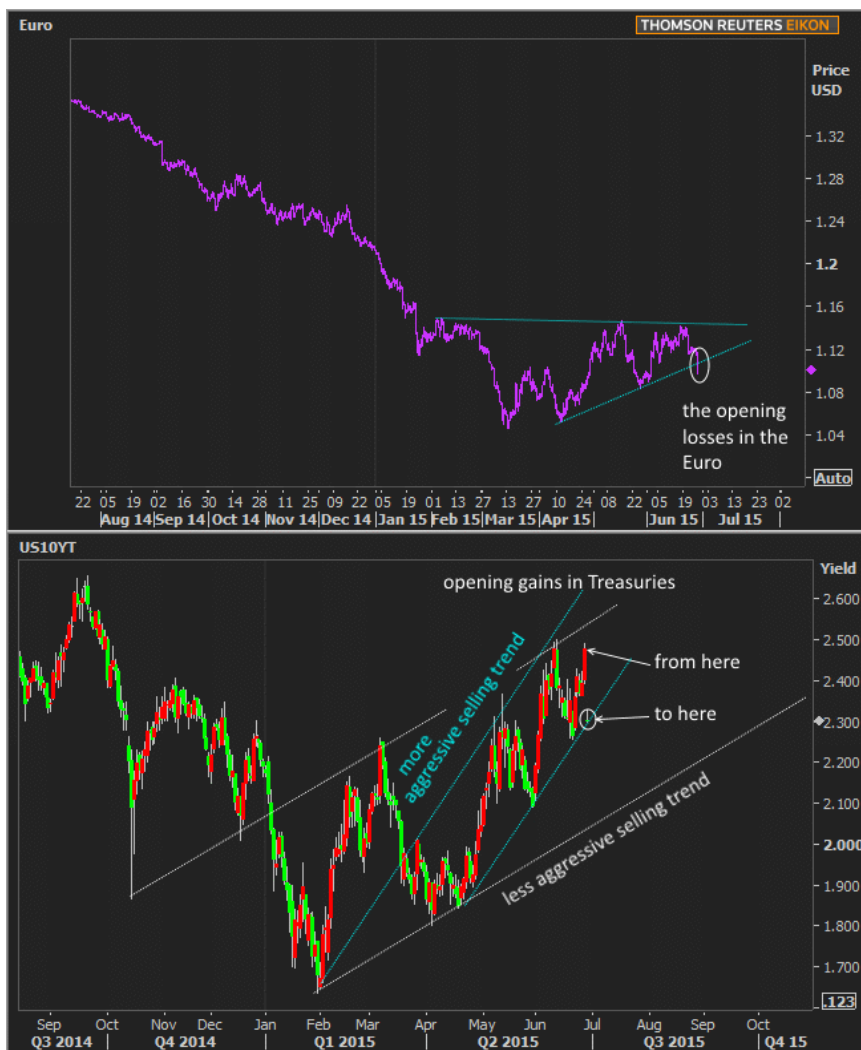 Euro
THOMSON REUTERS EIKON
Price
USD
1.32
1.28
1.24
1.2
1.16
1.12
1.08
1.04
the opening
losses in the
Euro
Auto
22 05 19 02 16 30 14 28 11 25 09 22 05 19 01 13 27 13 27 10 24 08 22 05 19 03 13 23 02
Aug 14 Sep 14 Oct 14 Nov 14 Dec 14 Jan 15 Feb 15 Mar 15 Apr 15 Jun 15 Jul 15
US10YT
Yield
opening gains in Treasuries
2.600
2.500
from here
2.400
to here
2.300
more
aggressive selling trend
2.200
2.100
2.000
less aggressive selling trend
1.900
1.800
1.700
.123
Sep Oct Nov Dec Jan Feb Mar Apr May Jun Jul Aug Sep Oct
Q3 2014 Q4 2014 Q1 2015 Q2 2015 Q3 2015 Q4 15